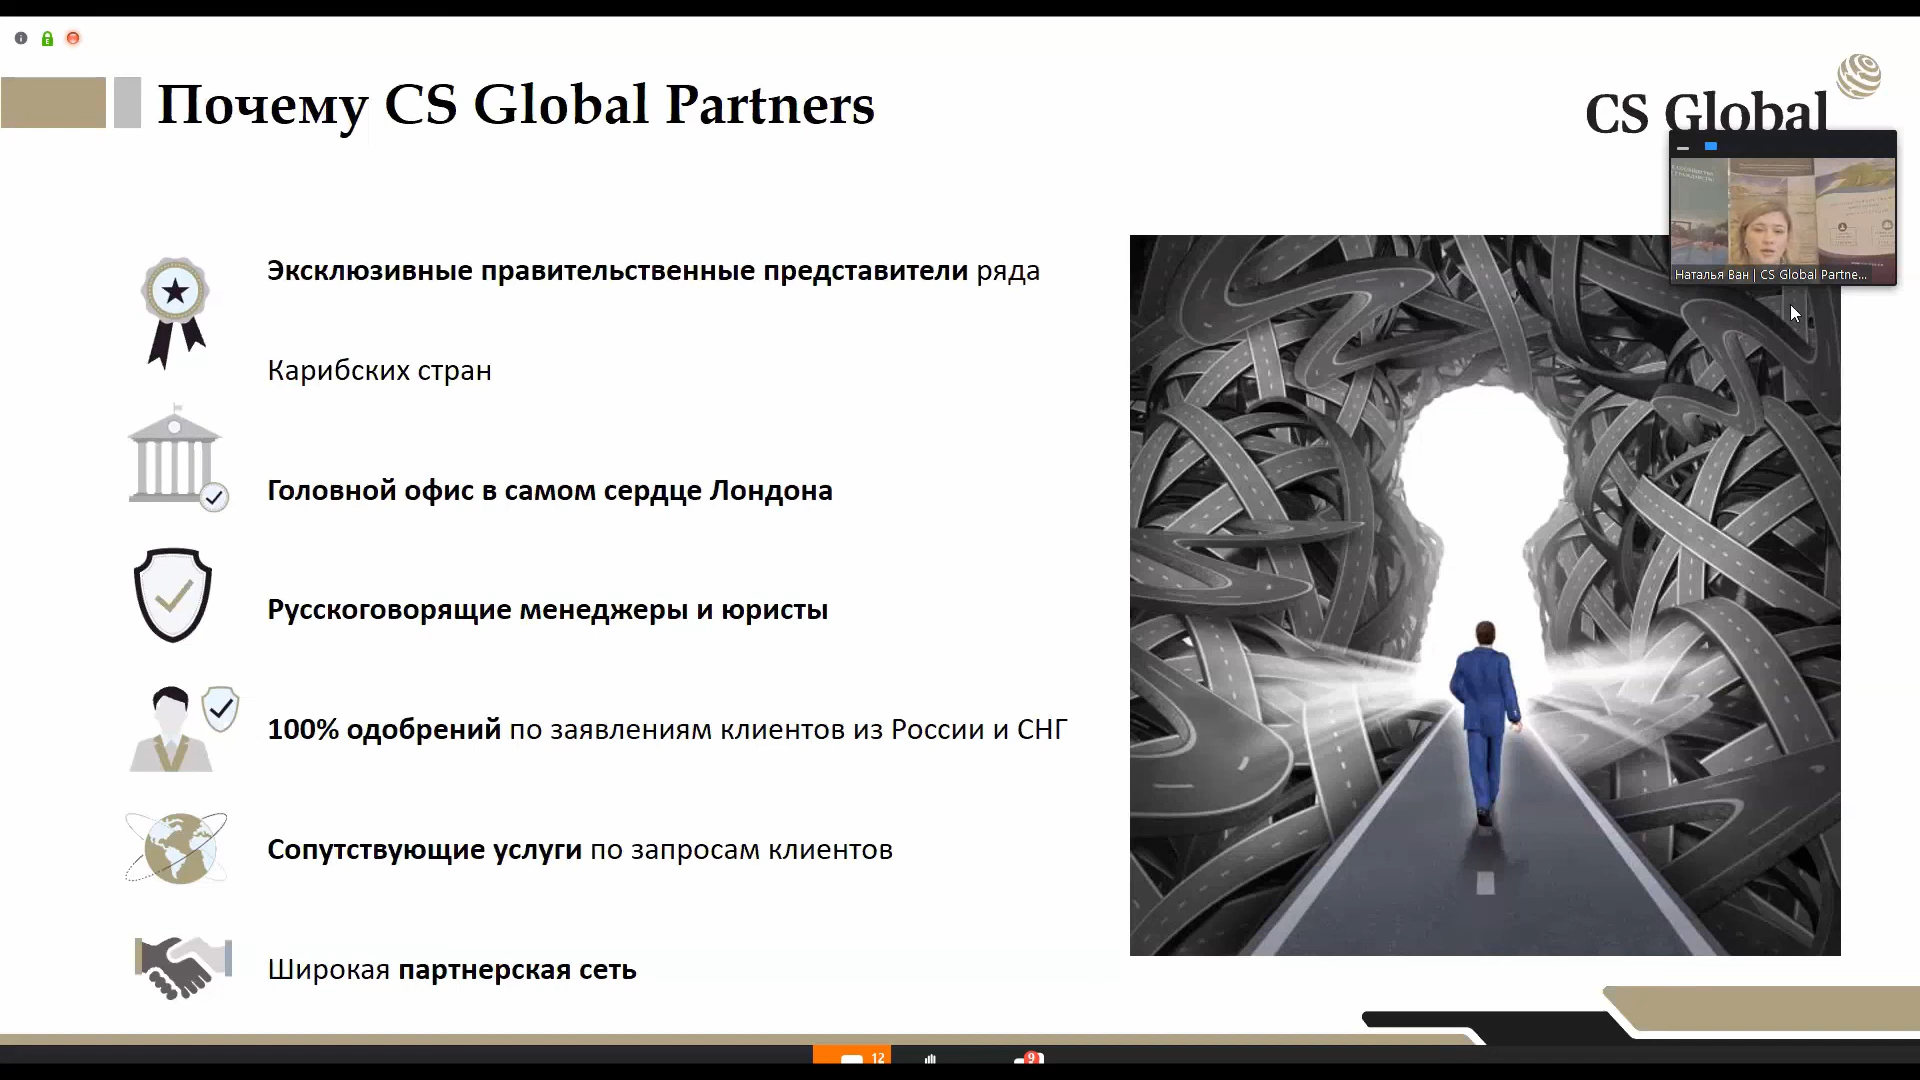 Почему CS Global Partners
CS Global
Наталья Ван | CS Global Partne...
Эксклюзивные правительственные представители ряда
Карибских стран
Головной офис в самом сердце Лондона
Русскоговорящие менеджеры и юристы
100% одобрений по заявлениям клиентов из России и СНГ
Сопутствующие услуги по запросам клиентов
Широкая партнерская сеть
12
9